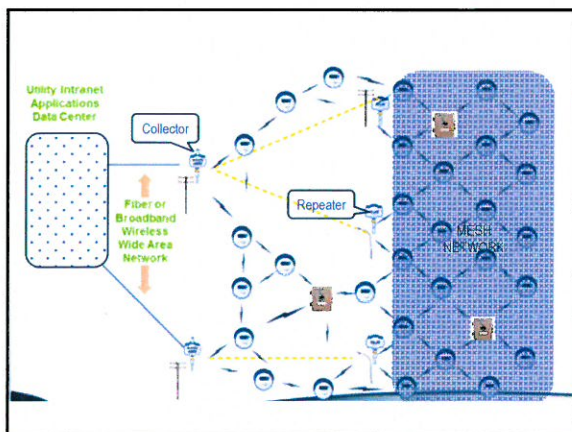 Utility Intranet
Applications
Data Center
Collector
Fiber or
Broadband
Wireless
Wide Area
Network
Repeater
MESH
NETWORK